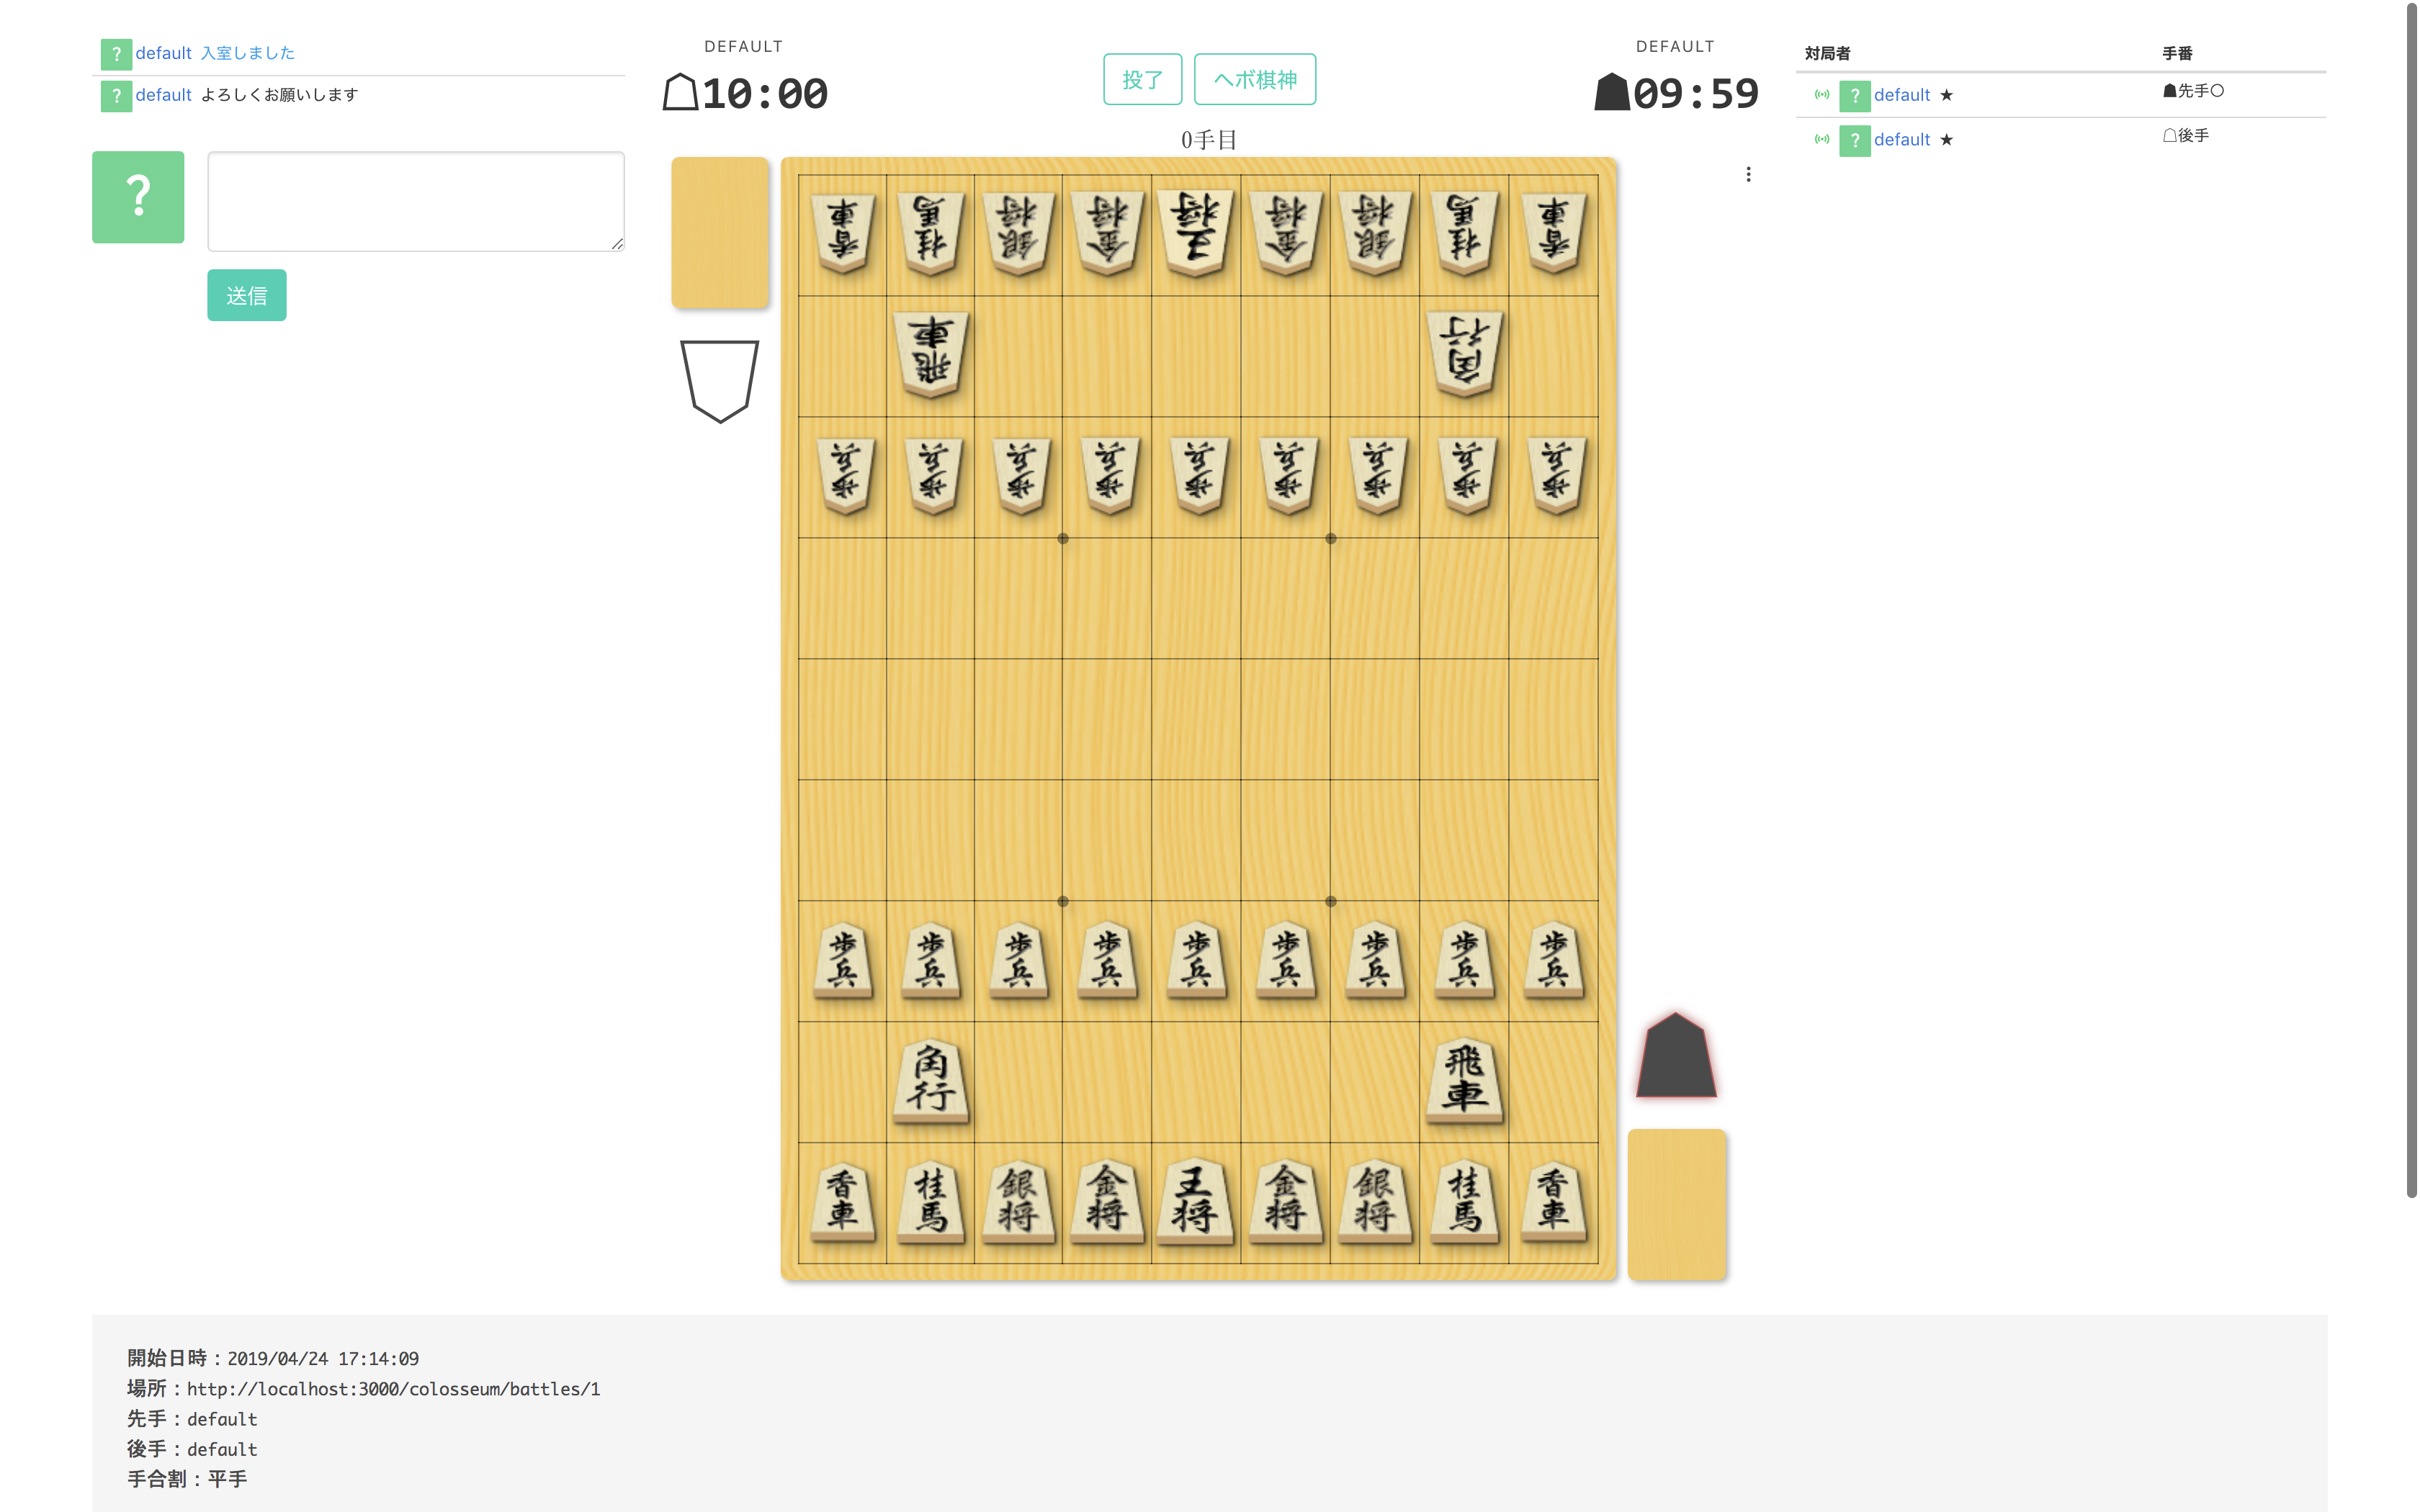 ? default 入室しました
? default よろしくお願いします
?
送信
DEFAULT
10:00
投了 ヘボ棋神
0手目
DEFAULT
09:59
対局者 手番
? default ★ 先手○
? default ★ 後手
香車 桂馬 銀将 金将 王将 金将 銀将 桂馬 香車
飛車 角行
歩兵 歩兵 歩兵 歩兵 歩兵 歩兵 歩兵 歩兵 歩兵
歩兵 歩兵 歩兵 歩兵 歩兵 歩兵 歩兵 歩兵 歩兵
角行 飛車
香車 桂馬 銀将 金将 王将 金将 銀将 桂馬 香車
開始日時：2019/04/24 17:14:09
場所：http://localhost:3000/colosseum/battles/1
先手：default
後手：default
手合割：平手